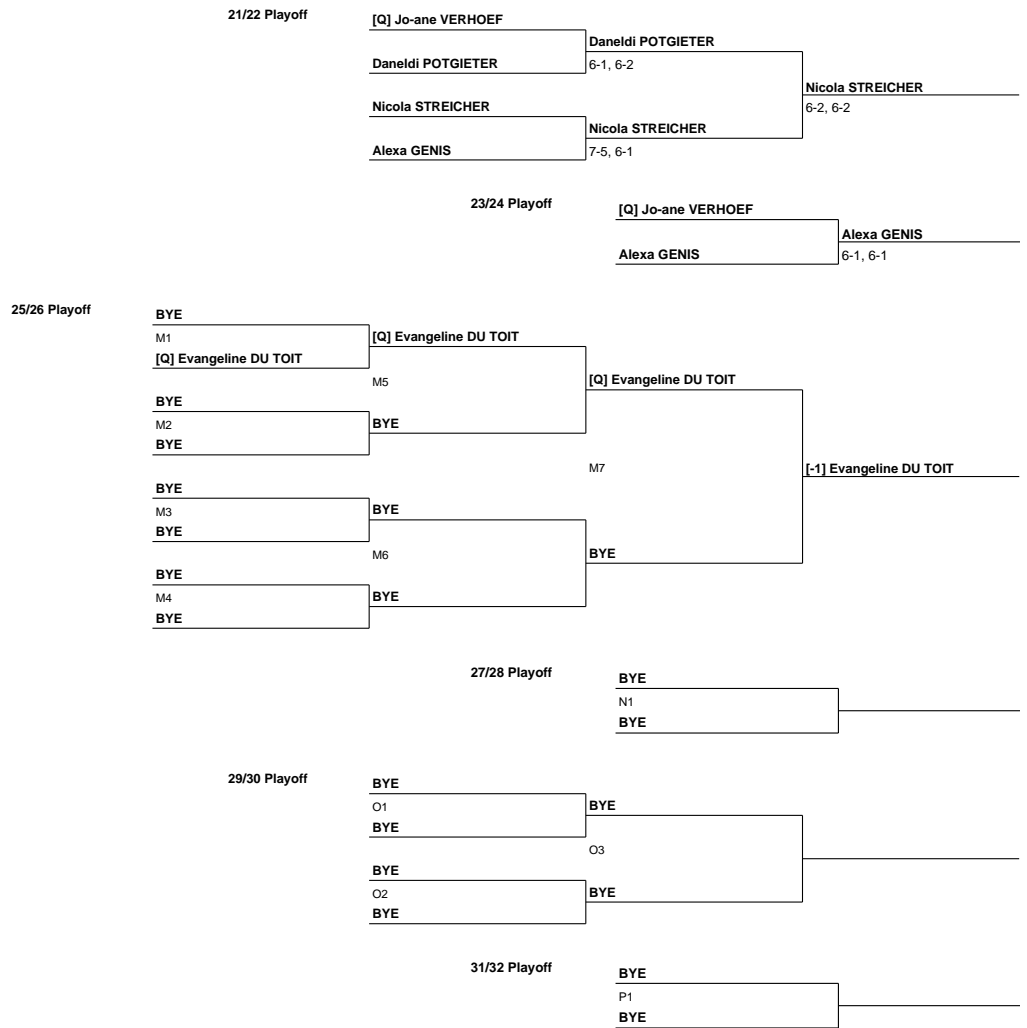 21/22 Playoff
[Q] Jo-ane VERHOEF
Daneldi POTGIETER
Daneldi POTGIETER
6-1, 6-2
Nicola STREICHER
6-2, 6-2
Nicola STREICHER
Nicola STREICHER
Alexa GENIS
7-5, 6-1
23/24 Playoff
[Q] Jo-ane VERHOEF
Alexa GENIS
Alexa GENIS
6-1, 6-1
25/26 Playoff
BYE
M1
[Q] Evangeline DU TOIT
[Q] Evangeline DU TOIT
M5
[Q] Evangeline DU TOIT
BYE
M2
BYE
BYE
M7
[-1] Evangeline DU TOIT
BYE
M3
BYE
BYE
M6
BYE
BYE
M4
BYE
BYE
27/28 Playoff
BYE
N1
BYE
29/30 Playoff
BYE
O1
BYE
BYE
O3
BYE
O2
BYE
BYE
31/32 Playoff
BYE
P1
BYE